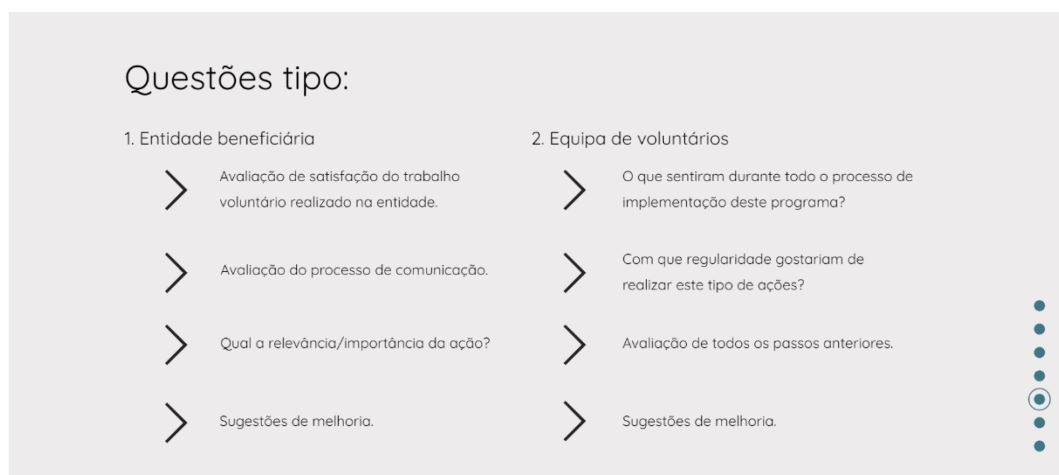 Questões tipo:
1. Entidade beneficiária
Avaliação de satisfação do trabalho
voluntário realizado na entidade.
Avaliação do processo de comunicação.
Qual a relevância/importância da ação?
Sugestões de melhoria.
2. Equipa de voluntários
O que sentiram durante todo o processo de
implementação deste programa?
Com que regularidade gostariam de
realizar este tipo de ações?
Avaliação de todos os passos anteriores.
Sugestões de melhoria.